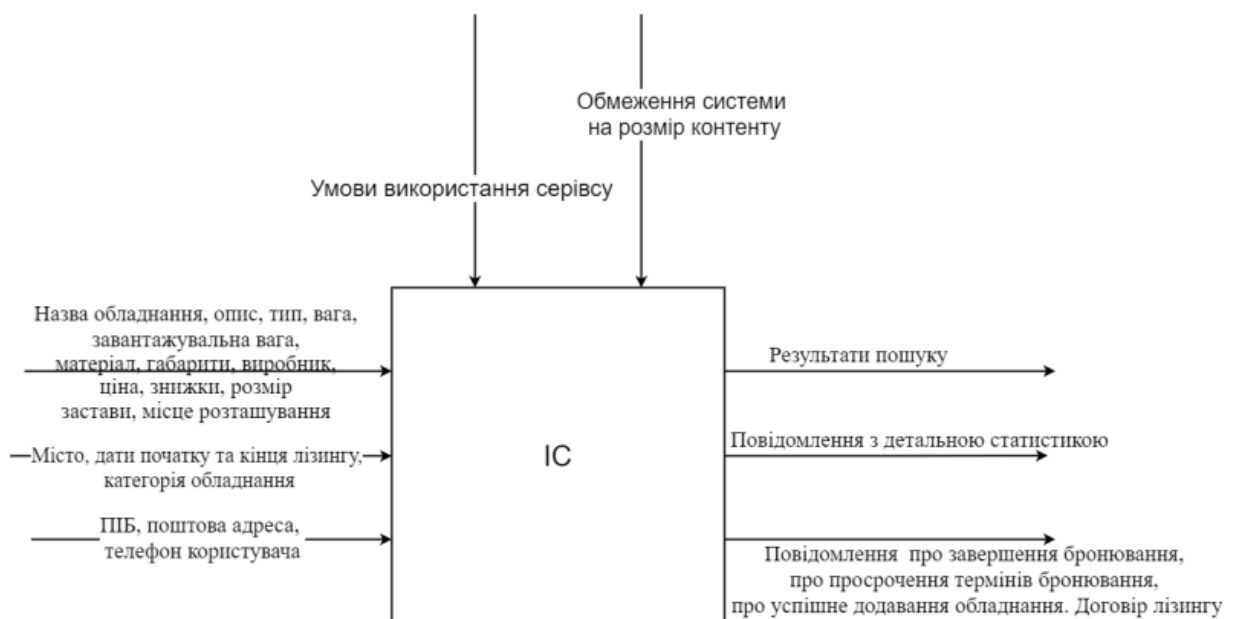 Обмеження системи
на розмір контенту
Умови використання серівсу
Назва обладнання, опис, тип, вага,
завантажувальна вага,
матеріал, габарити, виробник,
ціна, знижки, розмір
застави, місце розташування
Місто, дати початку та кінця лізингу,
категорія обладнання
ПІБ, поштова адреса,
телефон користувача
ІС
Результати пошуку
Повідомлення з детальною статистикою
Повідомлення про завершення бронювання,
про просрочення термінів бронювання,
про успішне додавання обладнання. Договір лізингу